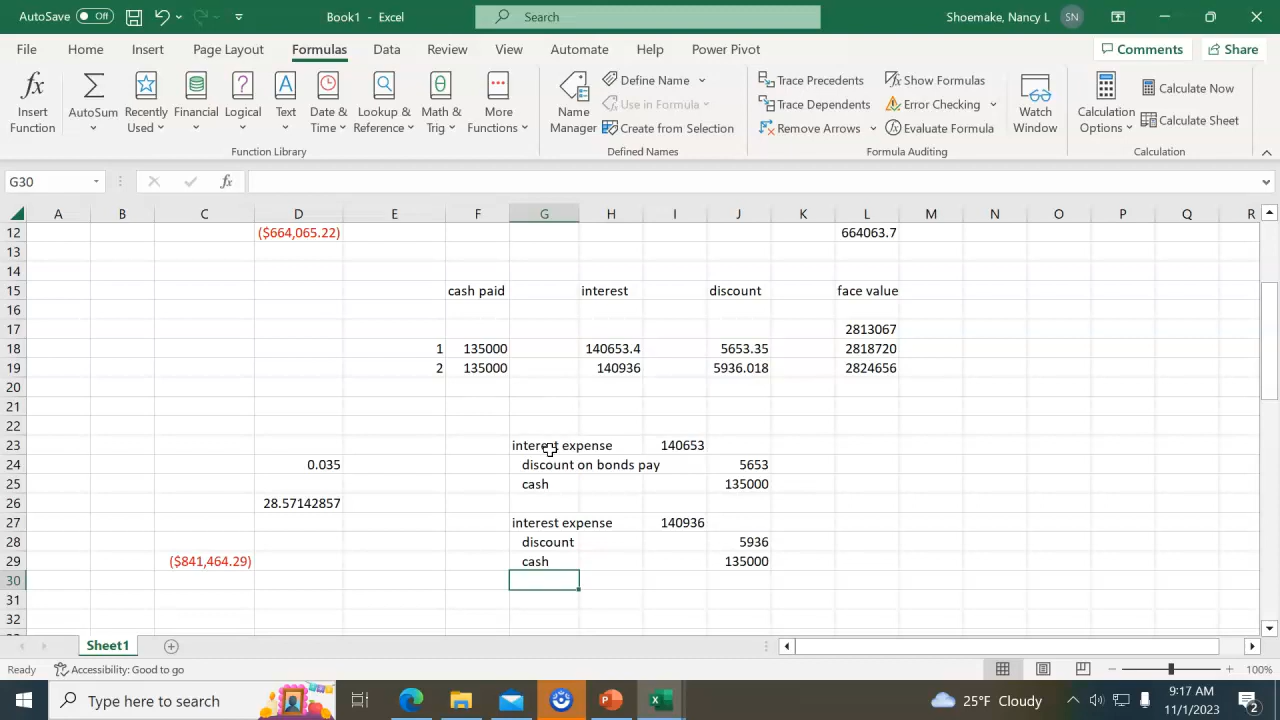 AutoSave Off Book1 - Excel Search Shoemake, Nancy L SN
File Home Insert Page Layout Formulas Data Review View Automate Help Power Pivot Comments Share
Insert Function AutoSum Recently Used Financial Logical Text Date & Time Lookup & Reference Math & Trig More Functions
Name Manager Define Name Use in Formula Create from Selection
Trace Precedents Trace Dependents Remove Arrows Show Formulas Error Checking Evaluate Formula Watch Window
Calculation Options Calculate Now Calculate Sheet
Function Library Defined Names Formula Auditing Calculation
G30 fx
A B C D E F G H I J K L M N O P Q R
12 ($664,065.22) 664063.7
13
14
15 cash paid interest discount face value
16
17 2813067
18 1 135000 140653.4 5653.35 2818720
19 2 135000 140936 5936.018 2824656
20
21
22
23 interest expense 140653
24 0.035 discount on bonds pay 5653
25 cash 135000
26 28.57142857
27 interest expense 140936
28 discount 5936
29 ($841,464.29) cash 135000
30
31
32
Sheet1
Ready Accessibility: Good to go 100%
Type here to search 25°F Cloudy 9:17 AM
11/1/2023 2